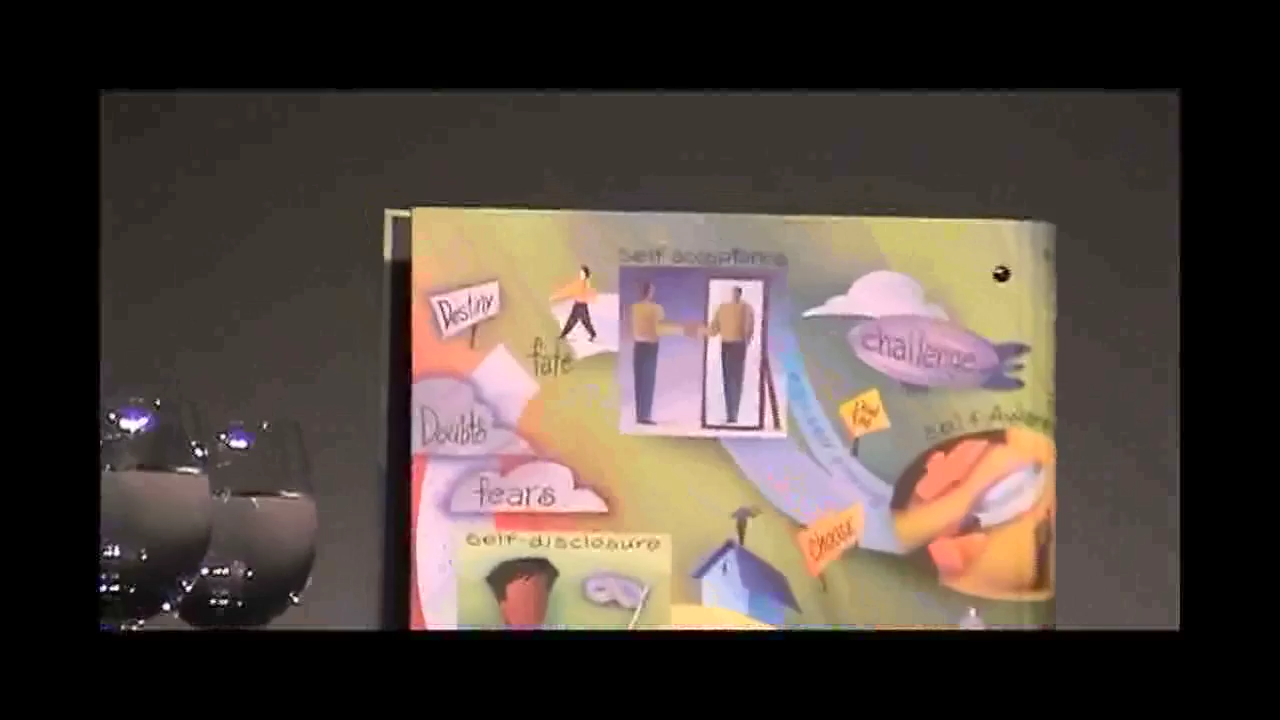 Self acceptance
Destiny
fate
challenge
Doubts
fears
self-disclosure
choose